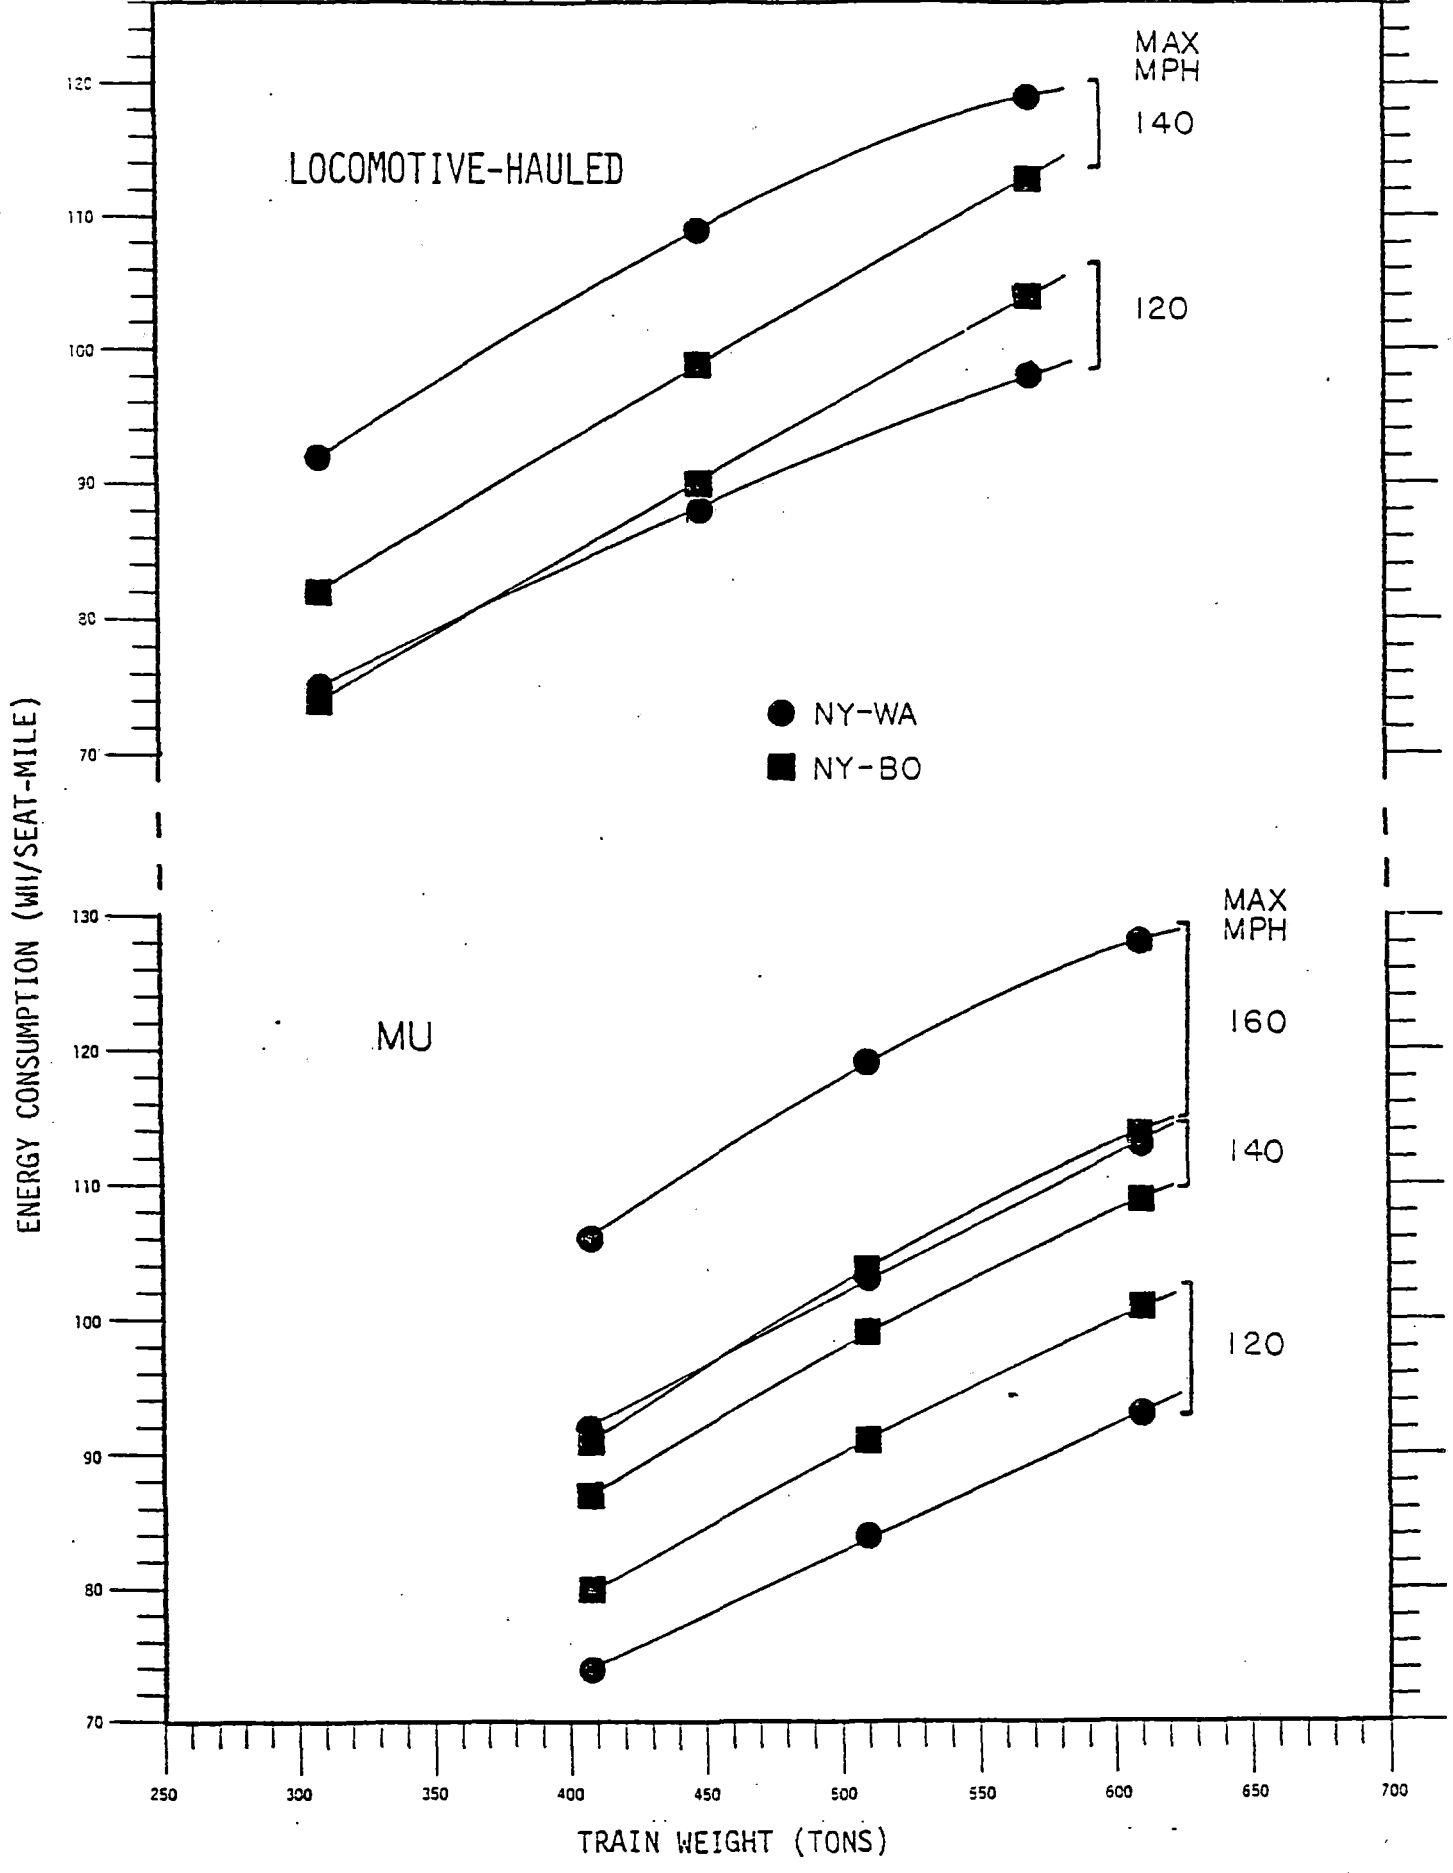 MAX
MPH
120
140
LOCOMOTIVE-HAULED
110
120
100
90
80
NY-WA
70
NY-BO
ENERGY CONSUMPTION (WH/SEAT-MILE)
MAX
MPH
130
160
MU
120
140
110
100
120
90
80
70
250 300 350 400 450 500 550 600 650 700
TRAIN WEIGHT (TONS)